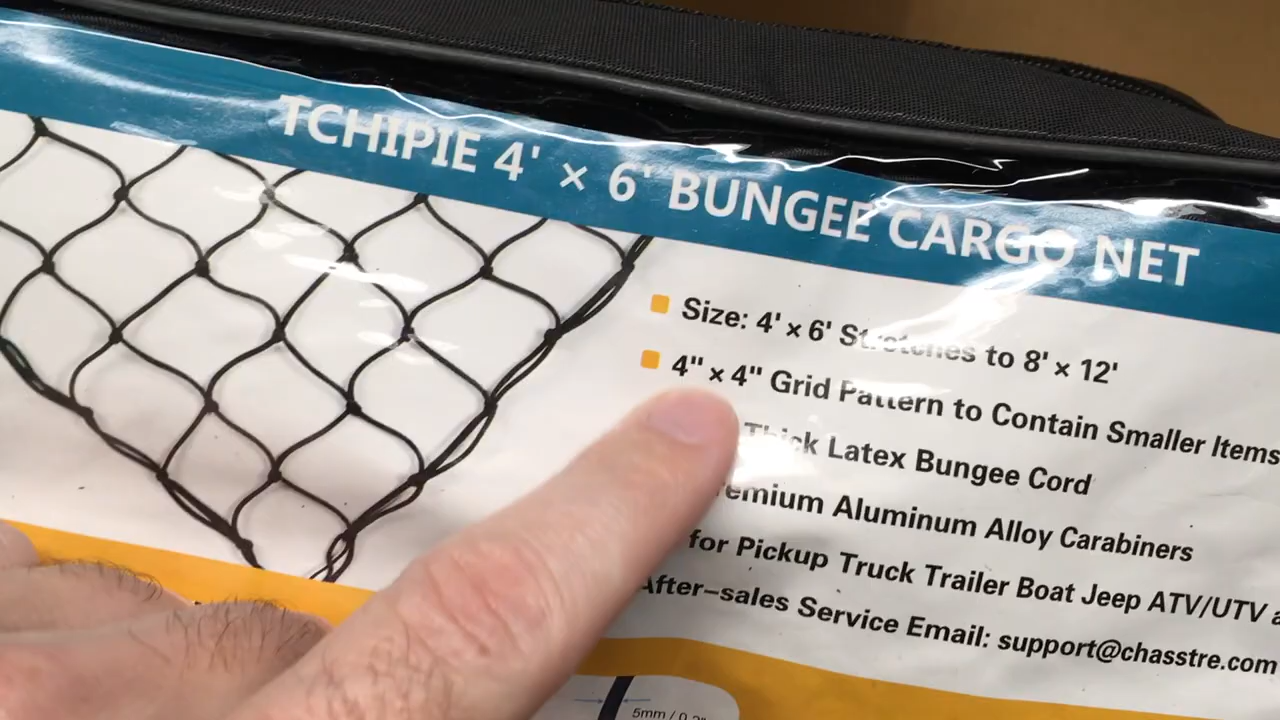 TCHIPIE 4' × 6' BUNGEE CARGO NET
Size: 4' × 6' Stretches to 8' × 12'
4" × 4" Grid Pattern to Contain Smaller Items
Thick Latex Bungee Cord
Aluminum Alloy Carabiners
for Pickup Truck Trailer Boat Jeep ATV/UTV
After-sales Service Email: support@chasstre.com
5mm /